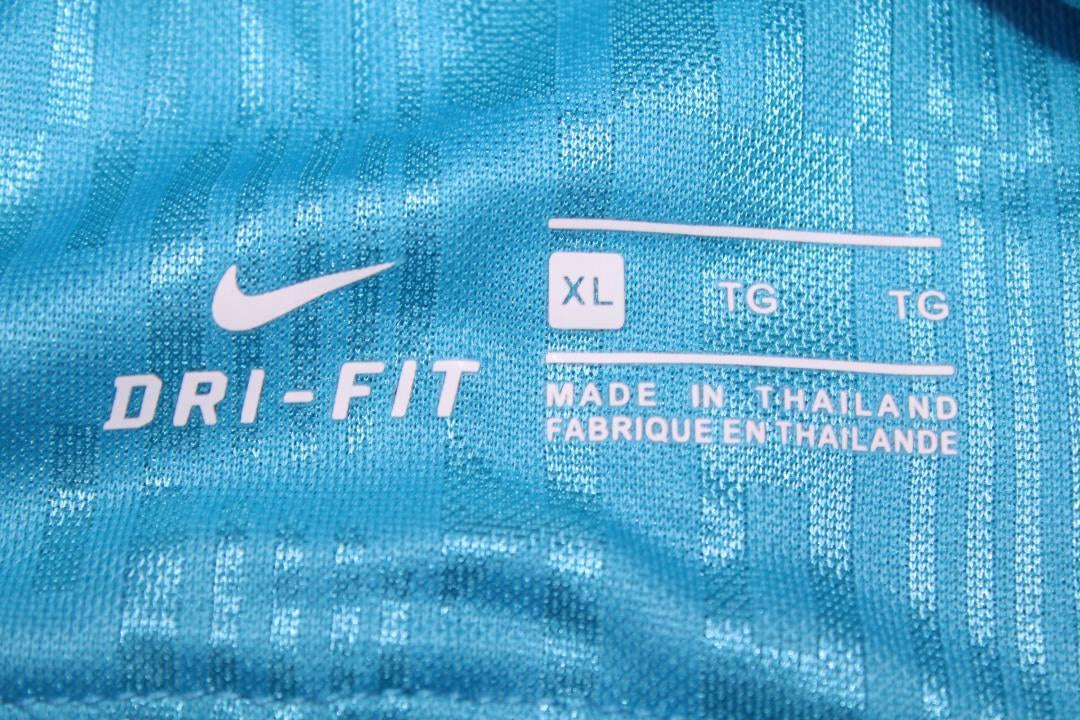 DRI-FIT
XL TG TG
MADE IN THAILAND
FABRIQUE EN THAILANDE